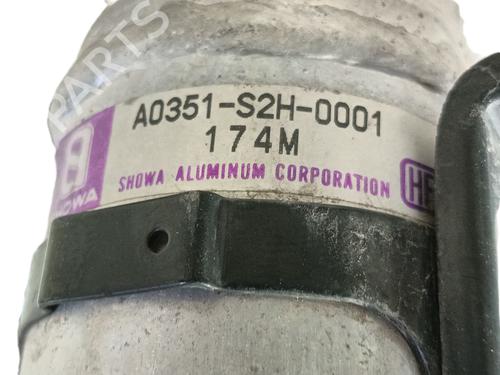 A0351-S2H-0001
174M
SHOWA ALUMINUM CORPORATION
PARTS